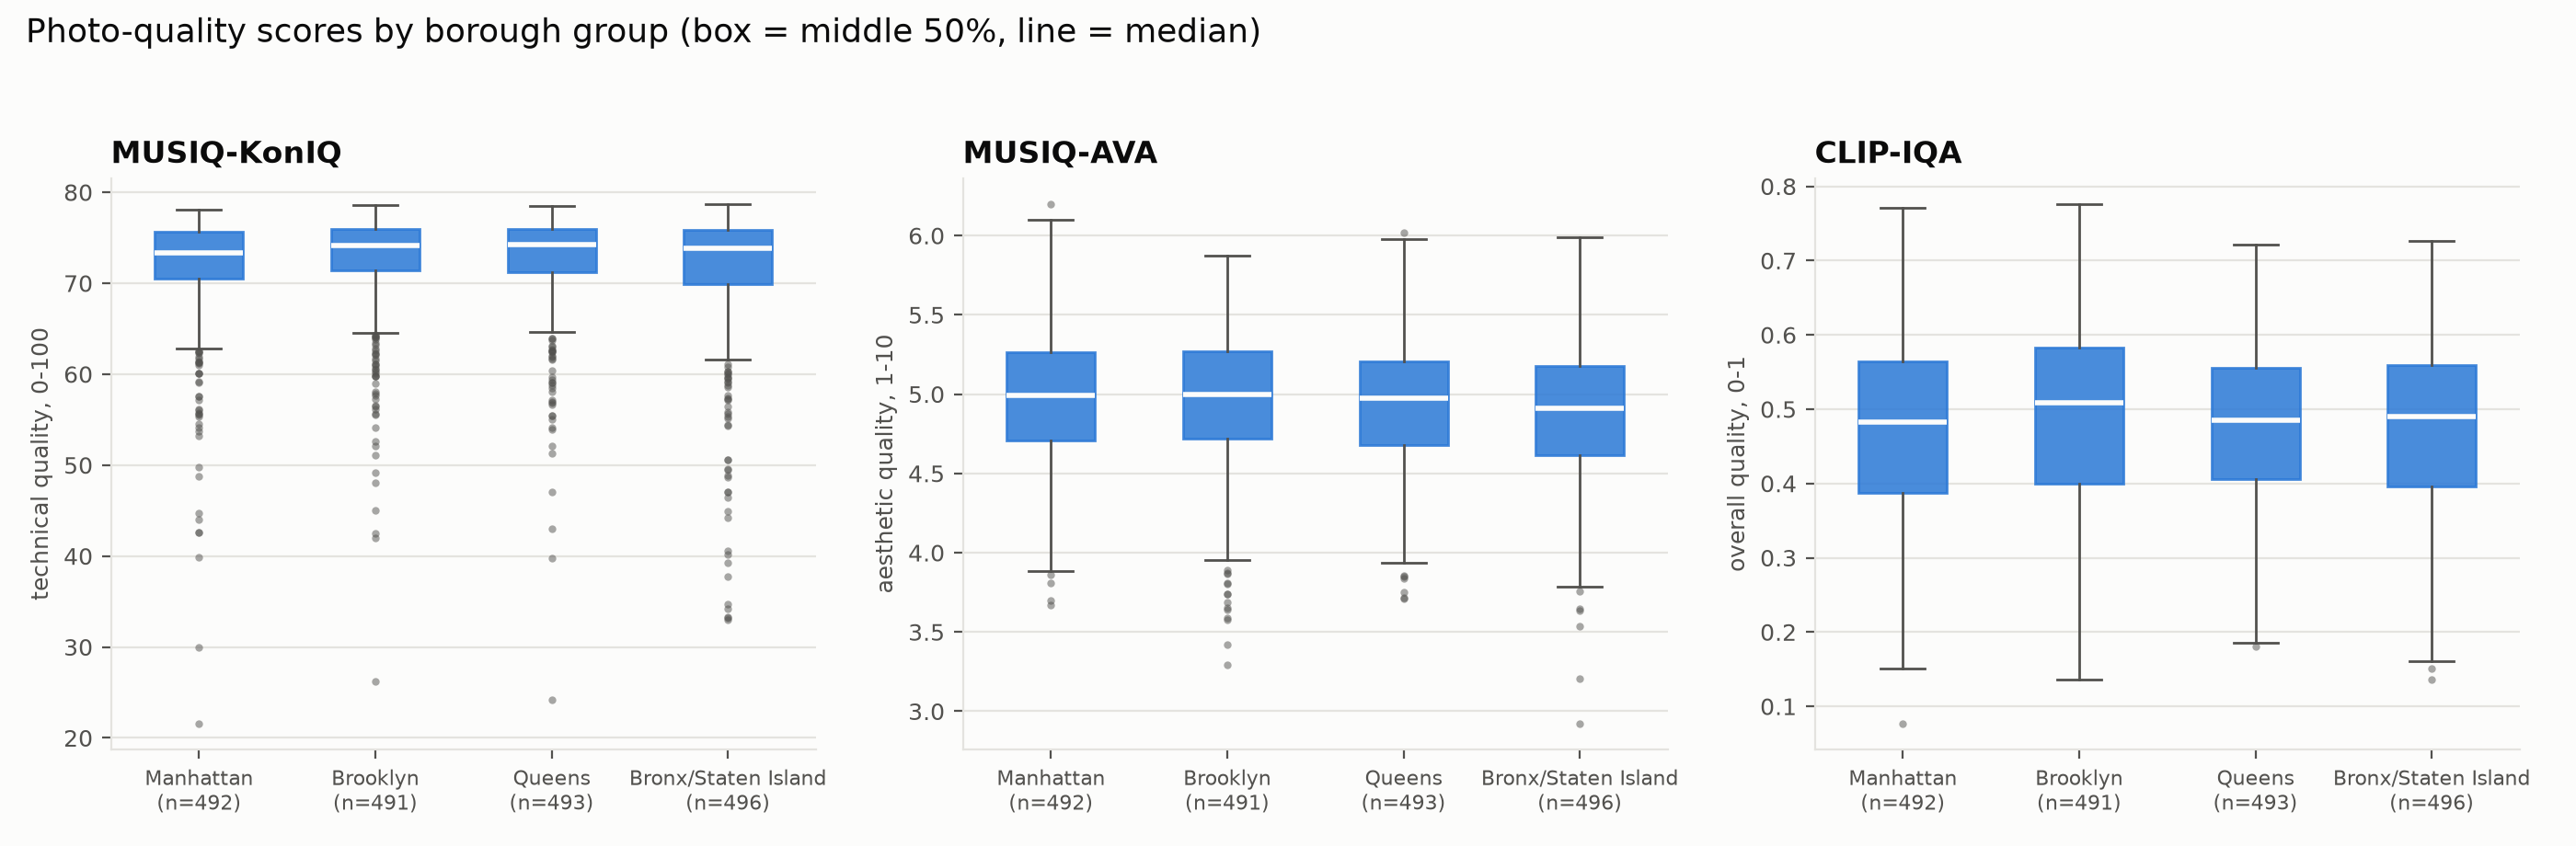 Photo-quality scores by borough group (box = middle 50%, line = median)
MUSIQ-KonIQ
technical quality, 0-100
80
70
60
50
40
30
20
Manhattan
(n=492)
Brooklyn
(n=491)
Queens
(n=493)
Bronx/Staten Island
(n=496)
MUSIQ-AVA
aesthetic quality, 1-10
6.0
5.5
5.0
4.5
4.0
3.5
3.0
Manhattan
(n=492)
Brooklyn
(n=491)
Queens
(n=493)
Bronx/Staten Island
(n=496)
CLIP-IQA
overall quality, 0-1
0.8
0.7
0.6
0.5
0.4
0.3
0.2
0.1
Manhattan
(n=492)
Brooklyn
(n=491)
Queens
(n=493)
Bronx/Staten Island
(n=496)